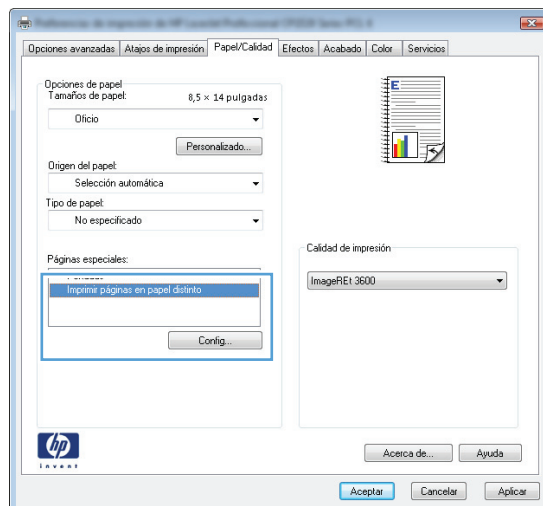 Opciones avanzadas Atajos de impresión Papel/Calidad Efectos Acabado Color Servicios
Opciones de papel
Tamaños de papel: 8,5 × 14 pulgadas
Oficio
Personalizado...
Origen del papel:
Selección automática
Tipo de papel:
No especificado
Páginas especiales:
Imprimir páginas en papel distinto
Config...
E
Calidad de impresión
ImageREt 3600
hp
invent
Acerca de... Ayuda
Aceptar Cancelar Aplicar